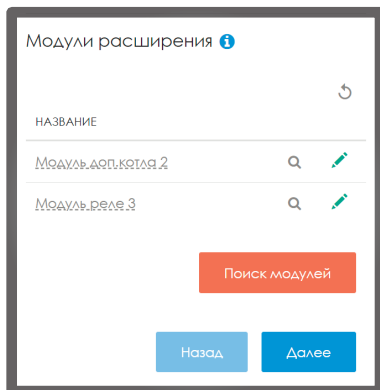 Модули расширения
НАЗВАНИЕ
Модуль доп.котла 2
Модуль реле 3
Поиск модулей
Назад
Далее